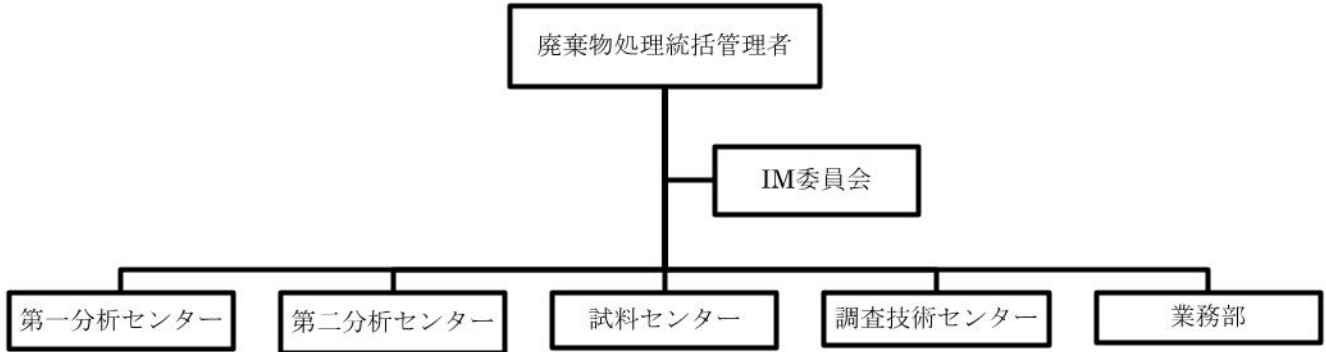 廃棄物処理統括管理者
IM委員会
第一分析センター
第二分析センター
試料センター
調査技術センター
業務部